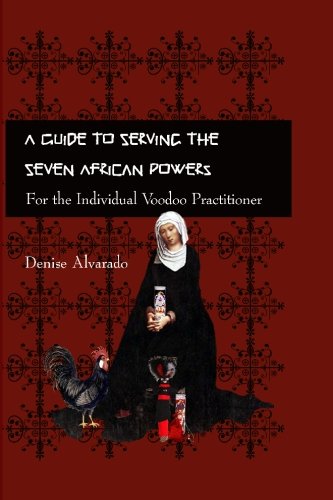 A GUIDE TO SERVING THE
SEVEN AFRICAN POWERS
For the Individual Voodoo Practitioner
Denise Alvarado